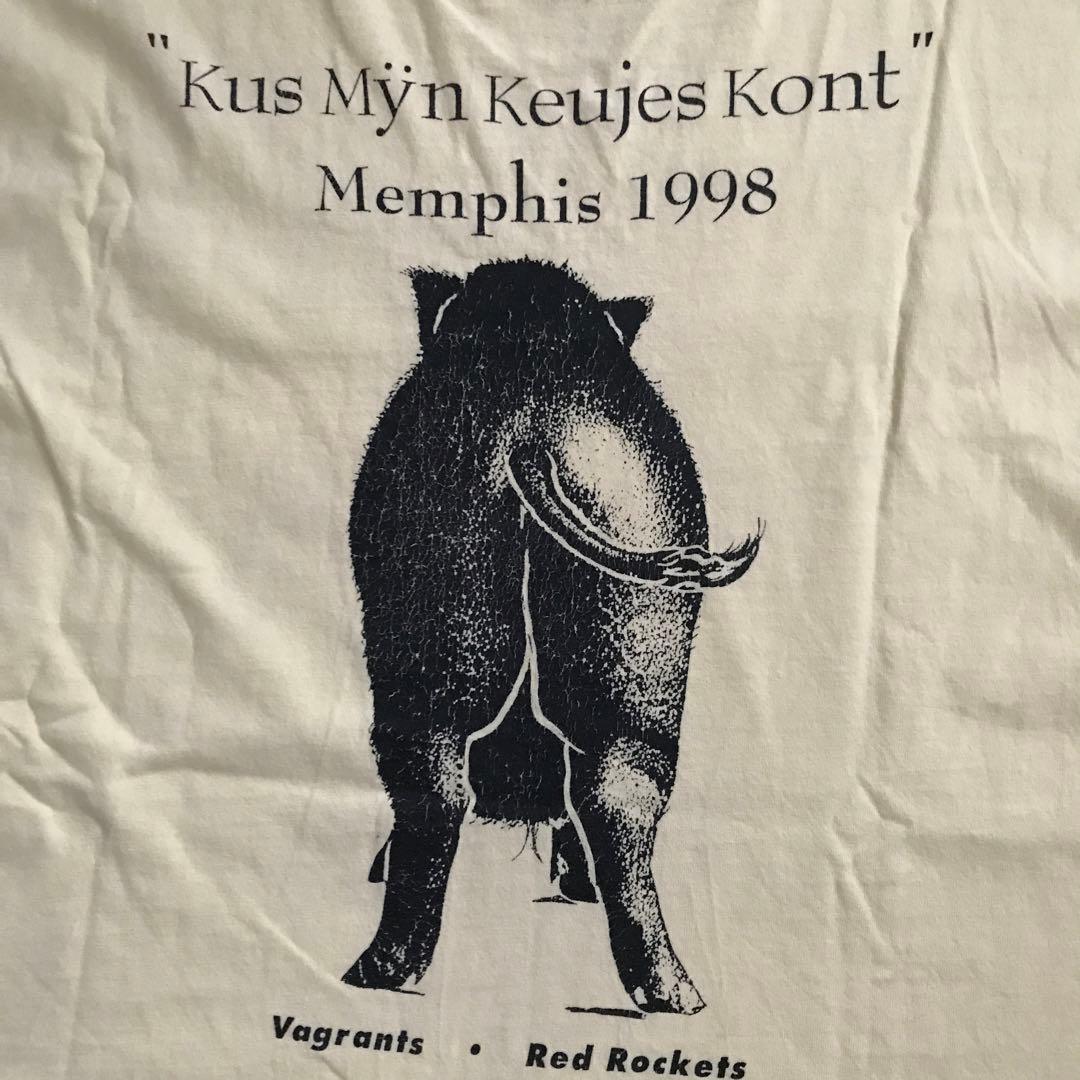 "Kus Mÿn Keujes Kont"
Memphis 1998
Vagrants • Red Rockets